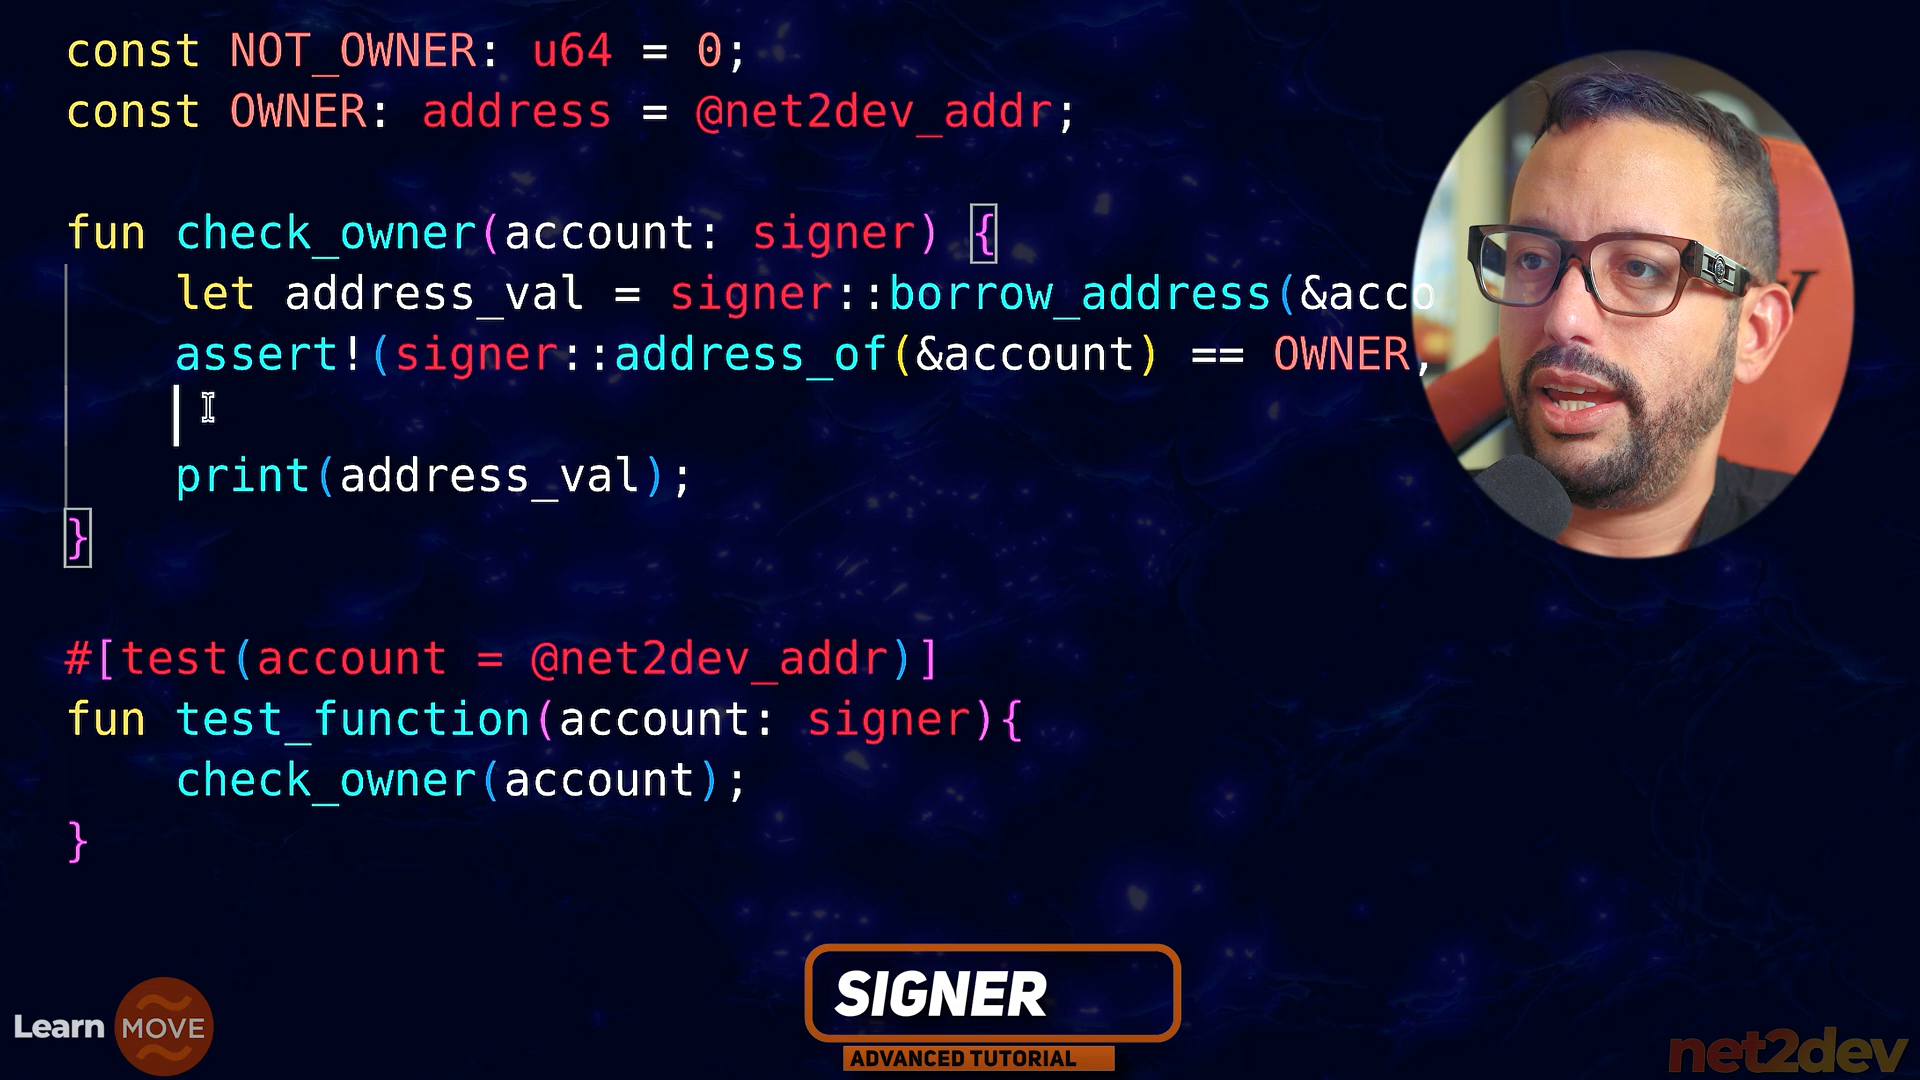 const NOT_OWNER: u64 = 0;
const OWNER: address = @net2dev_addr;
fun check_owner(account: signer) {
let address_val = signer::borrow_address(&acco
assert!(signer::address_of(&account) == OWNER,
print(address_val);
}
#[test(account = @net2dev_addr)]
fun test_function(account: signer){
check_owner(account);
}
SIGNER
ADVANCED TUTORIAL
Learn MOVE
net2dev